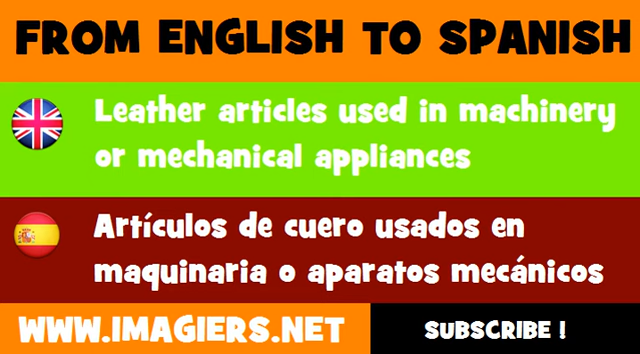 FROM ENGLISH TO SPANISH
Leather articles used in machinery
or mechanical appliances
Artículos de cuero usados en
maquinaria o aparatos mecánicos
WWW.IMAGIERS.NET
SUBSCRIBE !